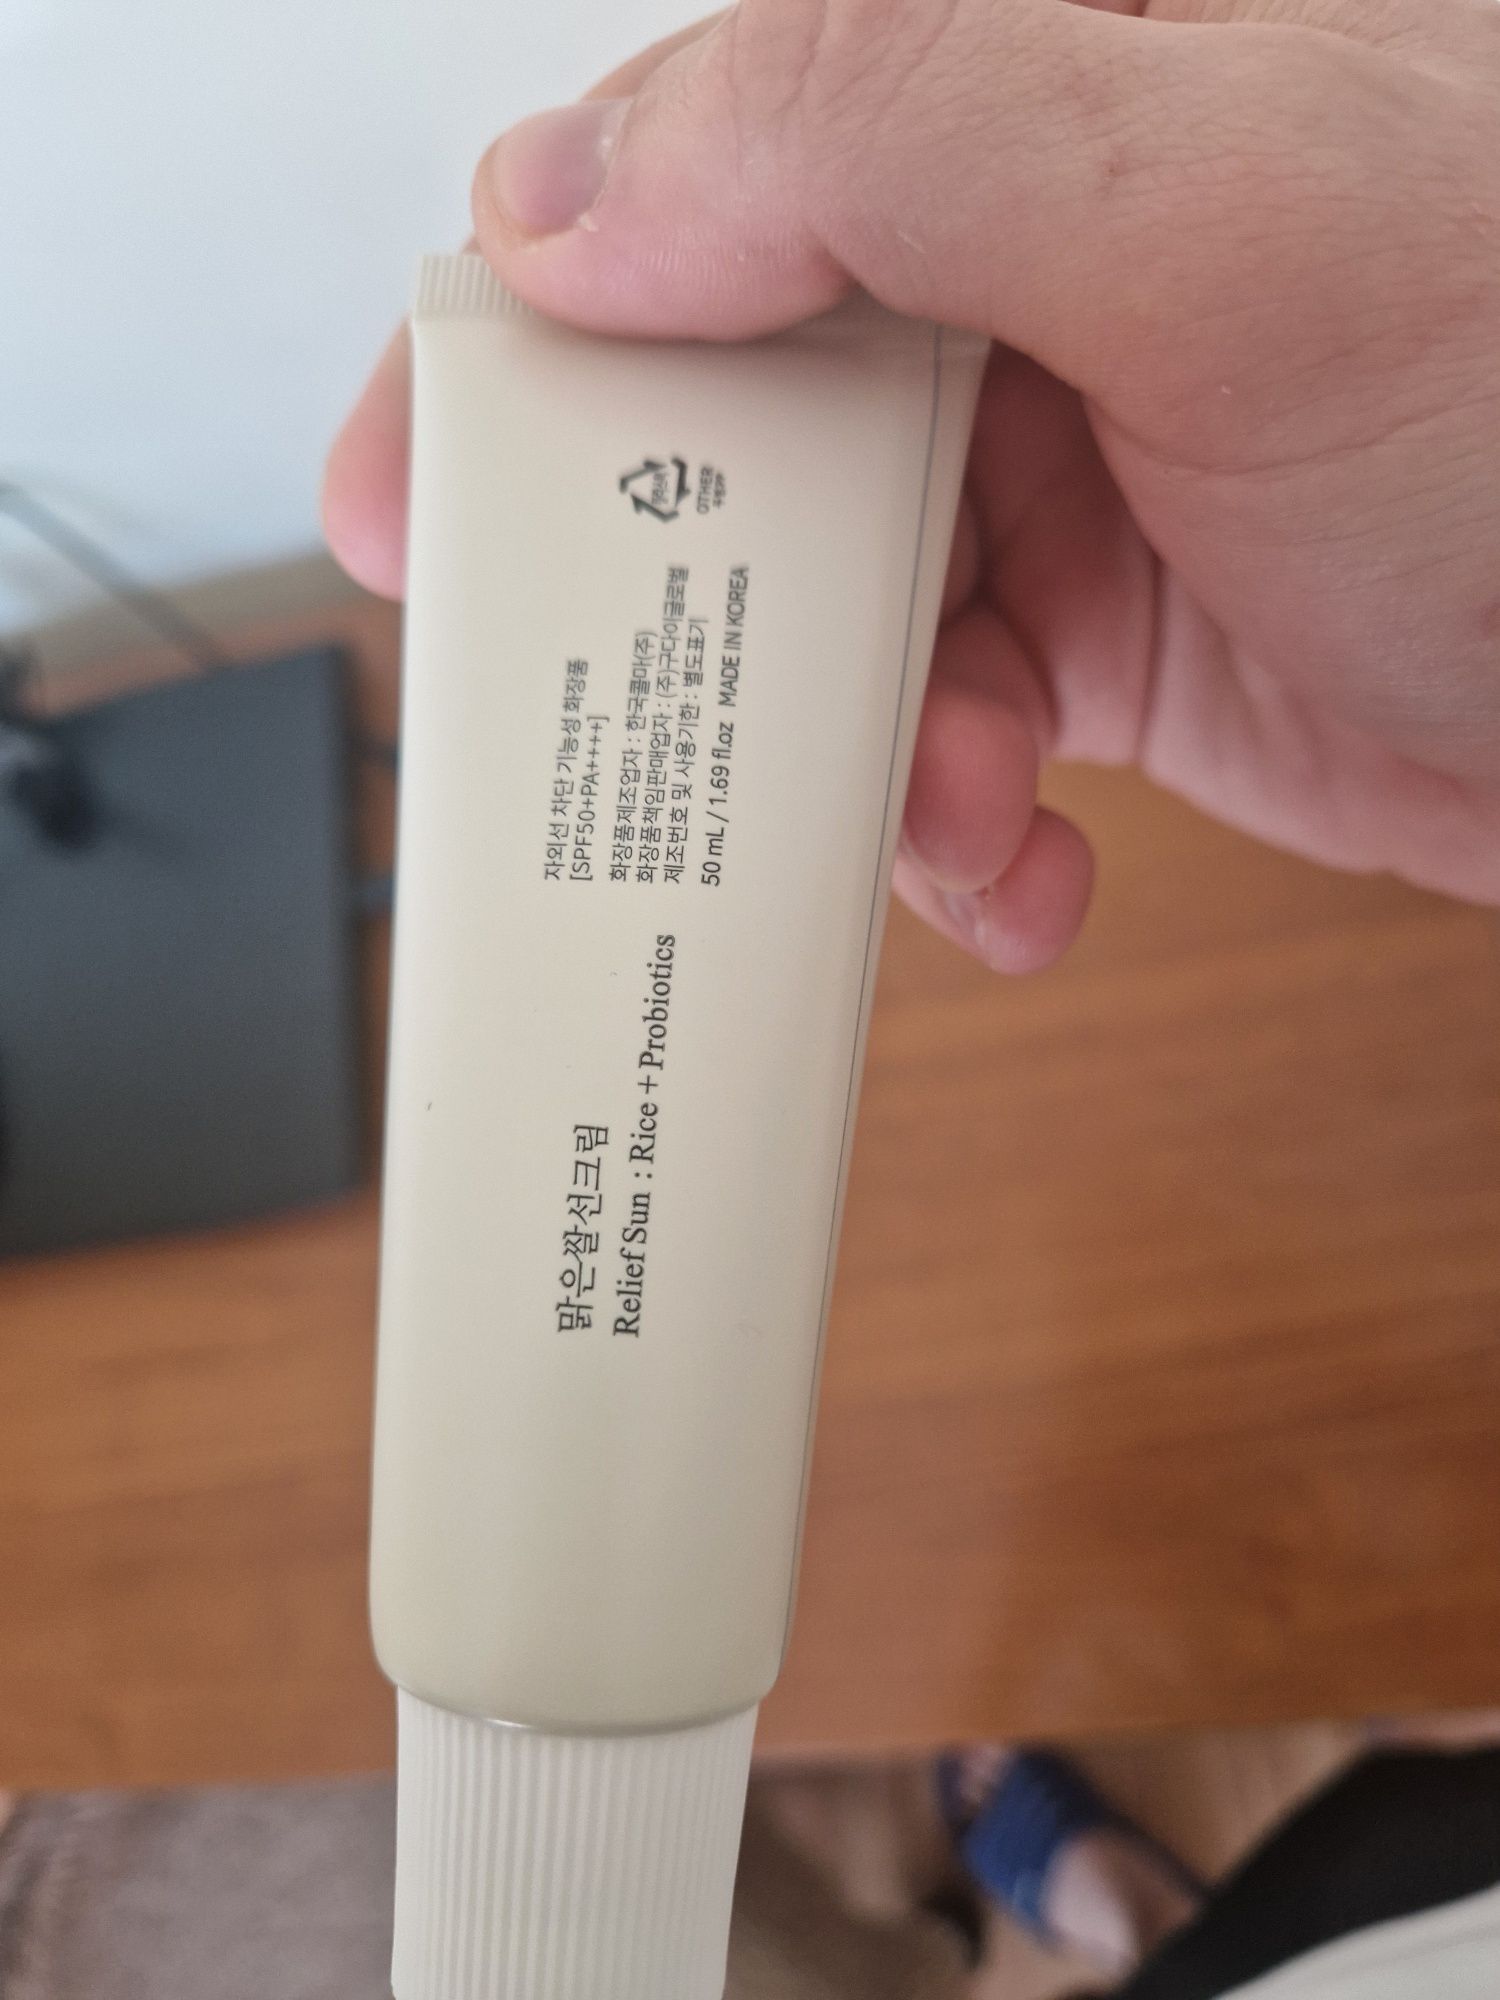 맑은쌀선크림
Relief Sun : Rice + Probiotics
자외선 차단 기능성 화장품
[SPF50+PA++++]
화장품제조업자 : 한국콜마(주)
화장품책임판매업자 : (주)구다이글로벌
제조번호 및 사용기한 : 별도표기
50 mL / 1.69 fl.oz MADE IN KOREA
OTHER